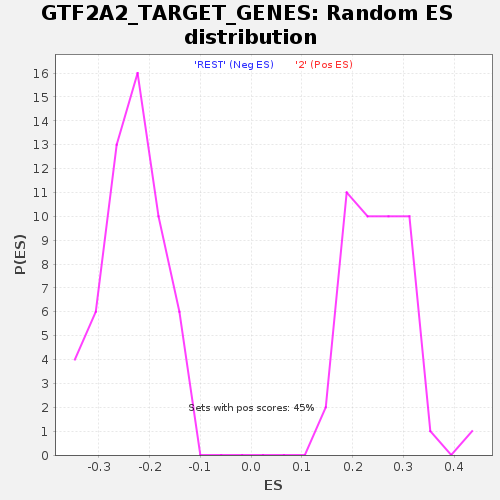 GTF2A2_TARGET_GENES: Random ES
distribution
'REST' (Neg ES) '2' (Pos ES)
16
15
14
13
12
11
10
9
8
7
6
5
4
3
2
1
0
P(ES)
Sets with pos scores: 45%
-0.3 -0.2 -0.1 0.0 0.1 0.2 0.3 0.4
ES